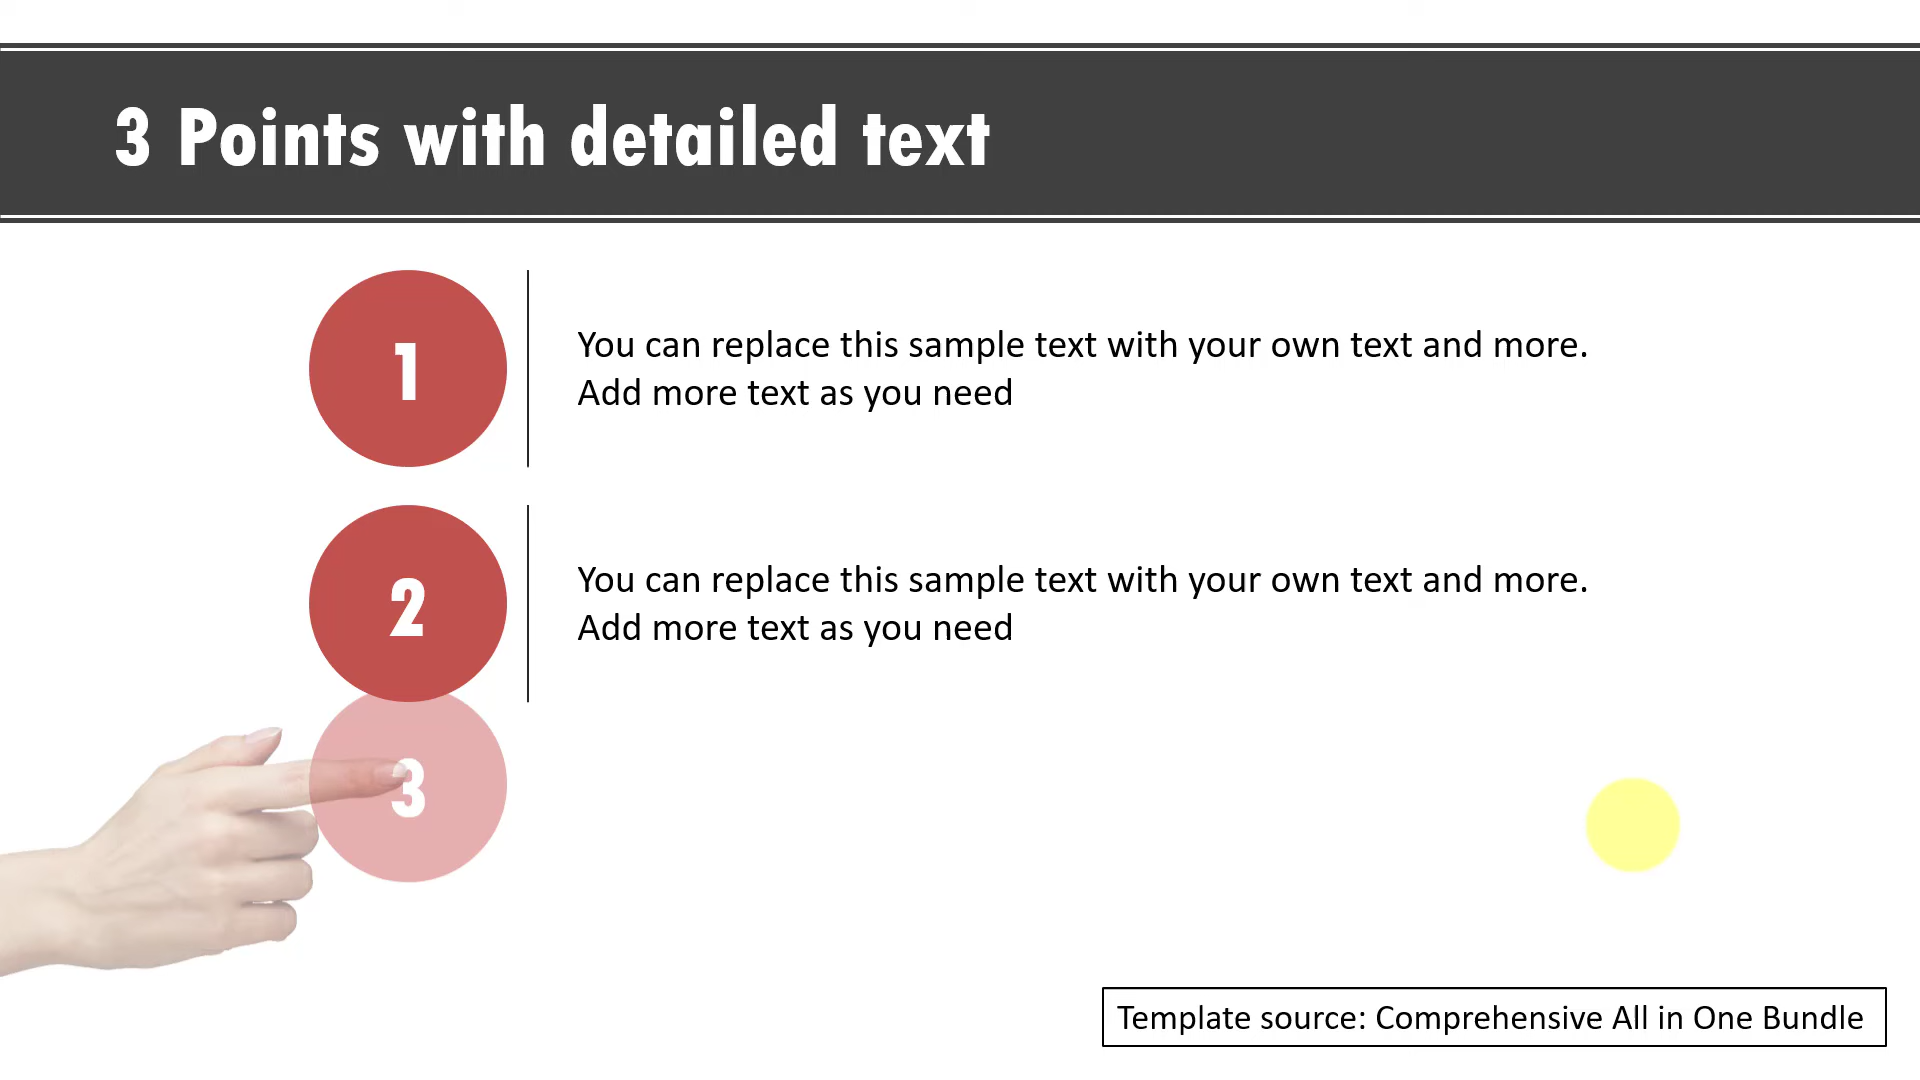 3 Points with detailed text
1
You can replace this sample text with your own text and more.
Add more text as you need
2
You can replace this sample text with your own text and more.
Add more text as you need
3
Template source: Comprehensive All in One Bundle